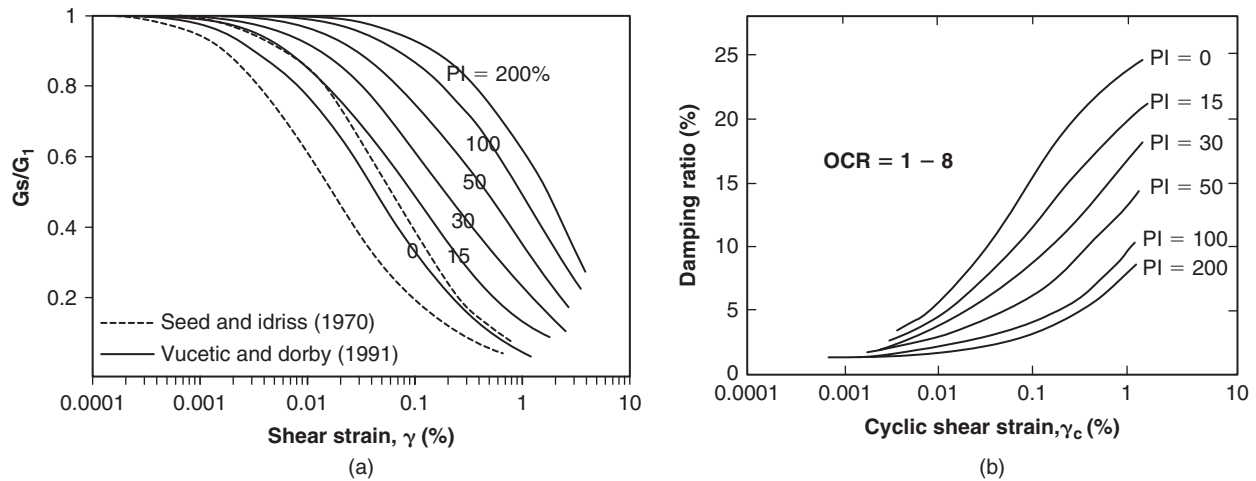 1
0.8
0.6
0.4
0.2
Gs/G1
PI = 200%
100
50
30
15
0
Seed and idriss (1970)
Vucetic and dorby (1991)
0.0001 0.001 0.01 0.1 1 10
Shear strain, γ (%)
(a)
25
20
15
10
5
0
Damping ratio (%)
OCR = 1 – 8
PI = 0
PI = 15
PI = 30
PI = 50
PI = 100
PI = 200
0.0001 0.001 0.01 0.1 1 10
Cyclic shear strain,γc (%)
(b)